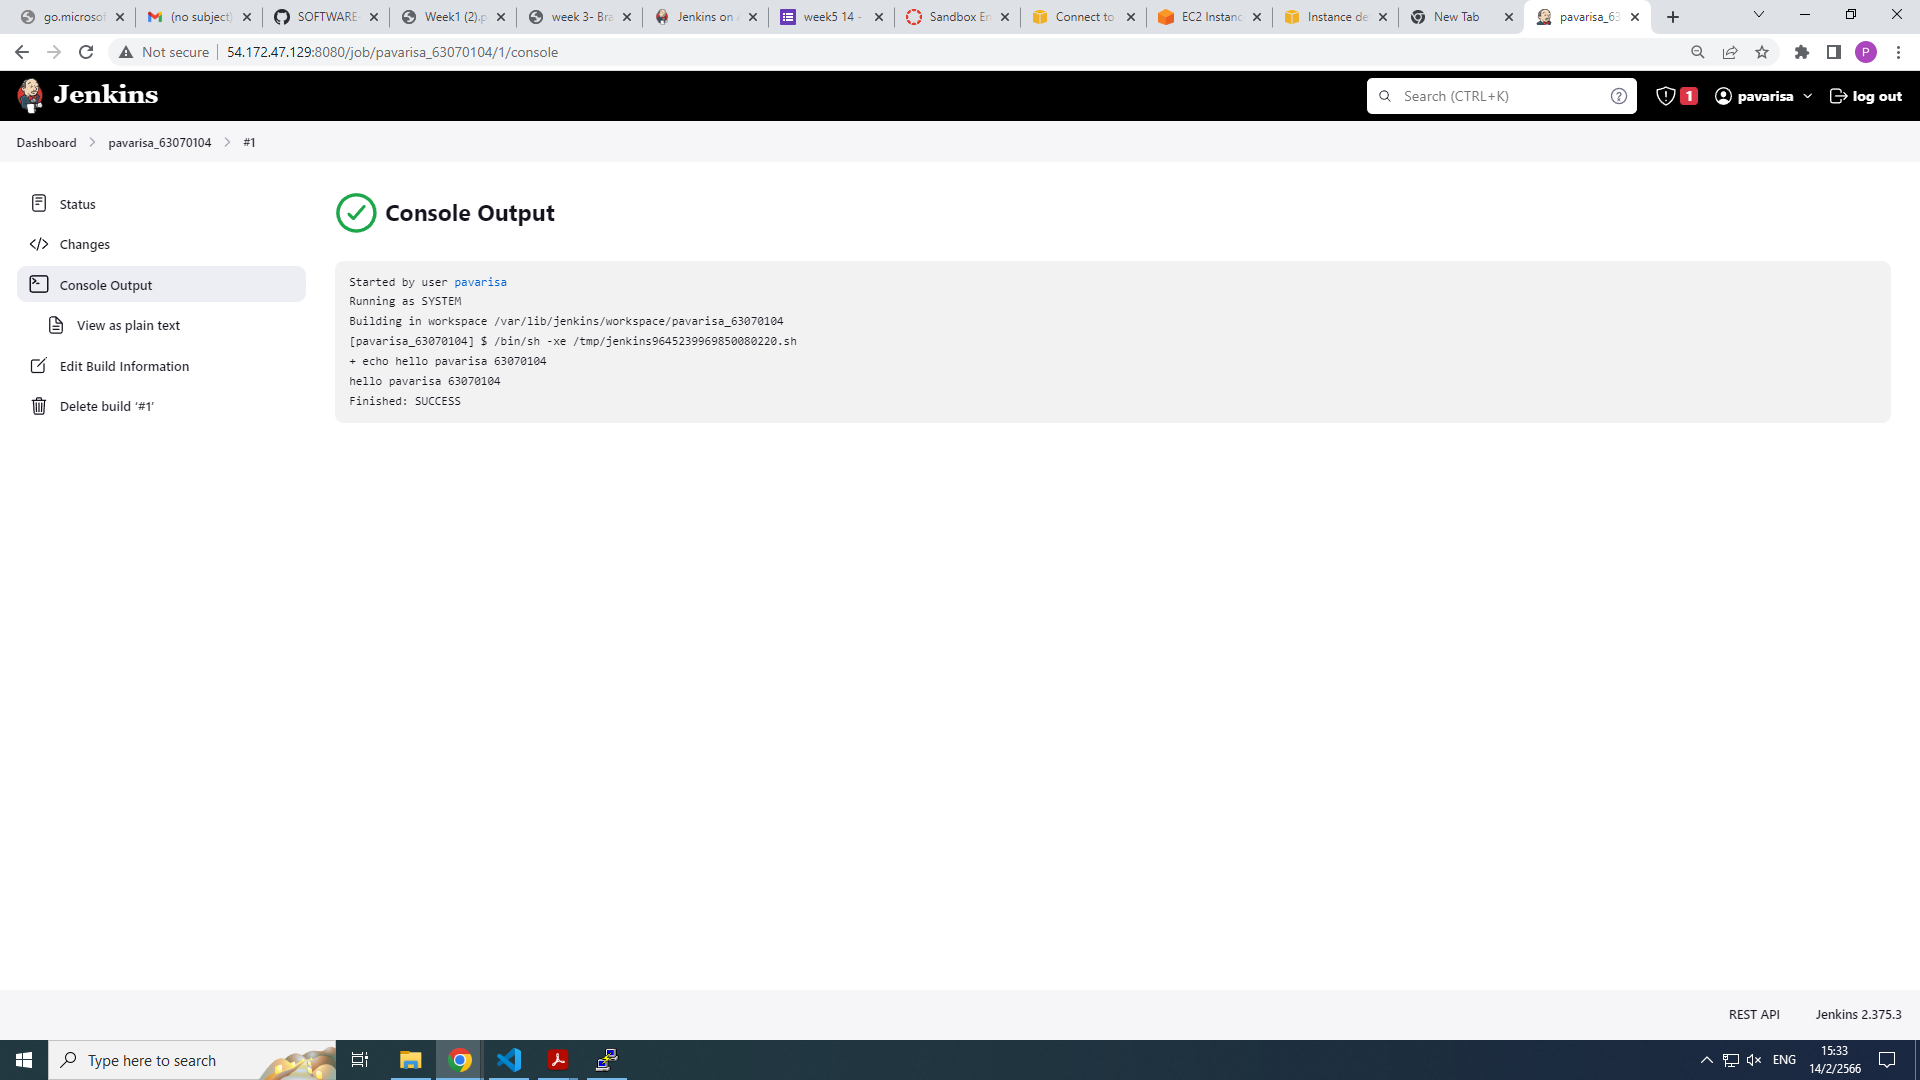 go.microsof
(no subject)
SOFTWARE-
Week1 (2).p
week 3- Bra
Jenkins on A
week5 14 -
Sandbox En
Connect to
EC2 Instanc
Instance de
New Tab
pavarisa_63
Not secure
54.172.47.129:8080/job/pavarisa_63070104/1/console
P
Jenkins
Search (CTRL+K)
1
pavarisa
log out
Dashboard
pavarisa_63070104
#1
Status
Changes
Console Output
View as plain text
Edit Build Information
Delete build ‘#1’
Console Output
Started by user pavarisa
Running as SYSTEM
Building in workspace /var/lib/jenkins/workspace/pavarisa_63070104
[pavarisa_63070104] $ /bin/sh -xe /tmp/jenkins9645239969850080220.sh
+ echo hello pavarisa 63070104
hello pavarisa 63070104
Finished: SUCCESS
REST API
Jenkins 2.375.3
Type here to search
ENG
15:33
14/2/2566